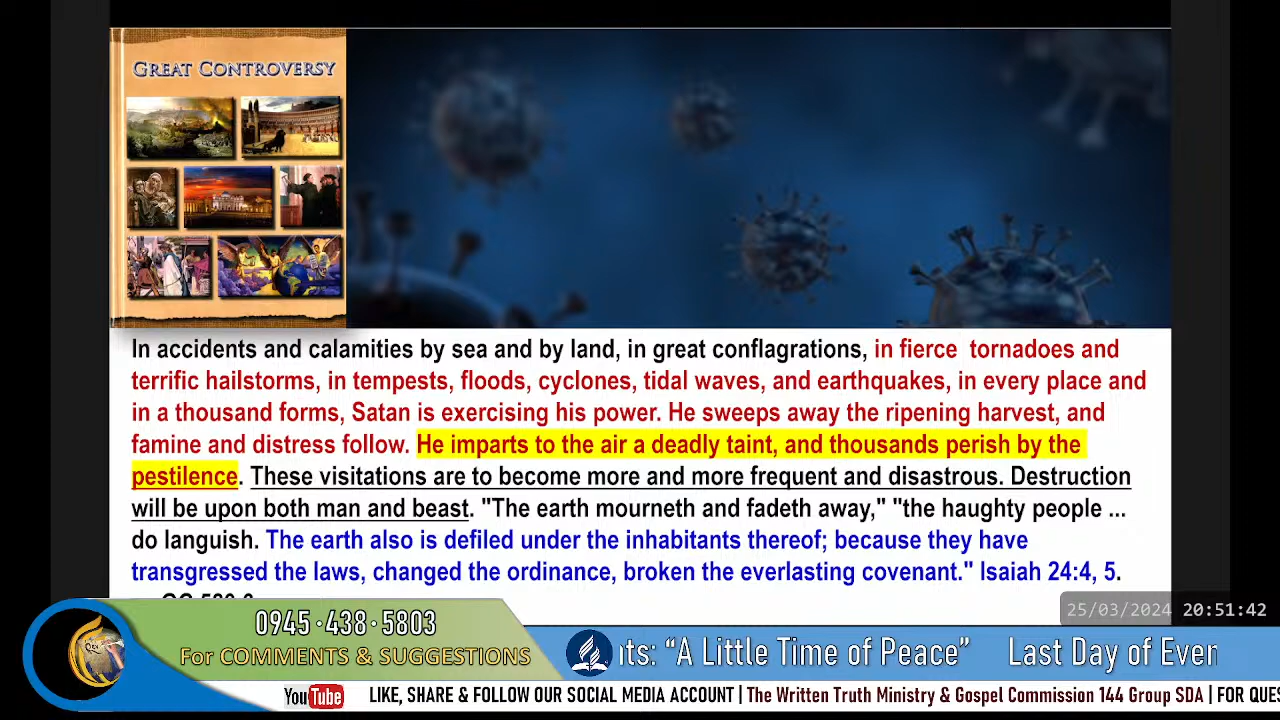 GREAT CONTROVERSY
In accidents and calamities by sea and by land, in great conflagrations, in fierce tornadoes and
terrific hailstorms, in tempests, floods, cyclones, tidal waves, and earthquakes, in every place and
in a thousand forms, Satan is exercising his power. He sweeps away the ripening harvest, and
famine and distress follow. He imparts to the air a deadly taint, and thousands perish by the
pestilence. These visitations are to become more and more frequent and disastrous. Destruction
will be upon both man and beast. "The earth mourneth and fadeth away," "the haughty people ...
do languish. The earth also is defiled under the inhabitants thereof; because they have
transgressed the laws, changed the ordinance, broken the everlasting covenant." Isaiah 24:4, 5.
25/03/2024 20:51:42
0945·438·5803
For COMMENTS & SUGGESTIONS
"A Little Time of Peace" Last Day of
YouTube LIKE, SHARE & FOLLOW OUR SOCIAL MEDIA ACCOUNT | The Written Truth Ministry & Gospel Commission 144 Group SDA | FOR